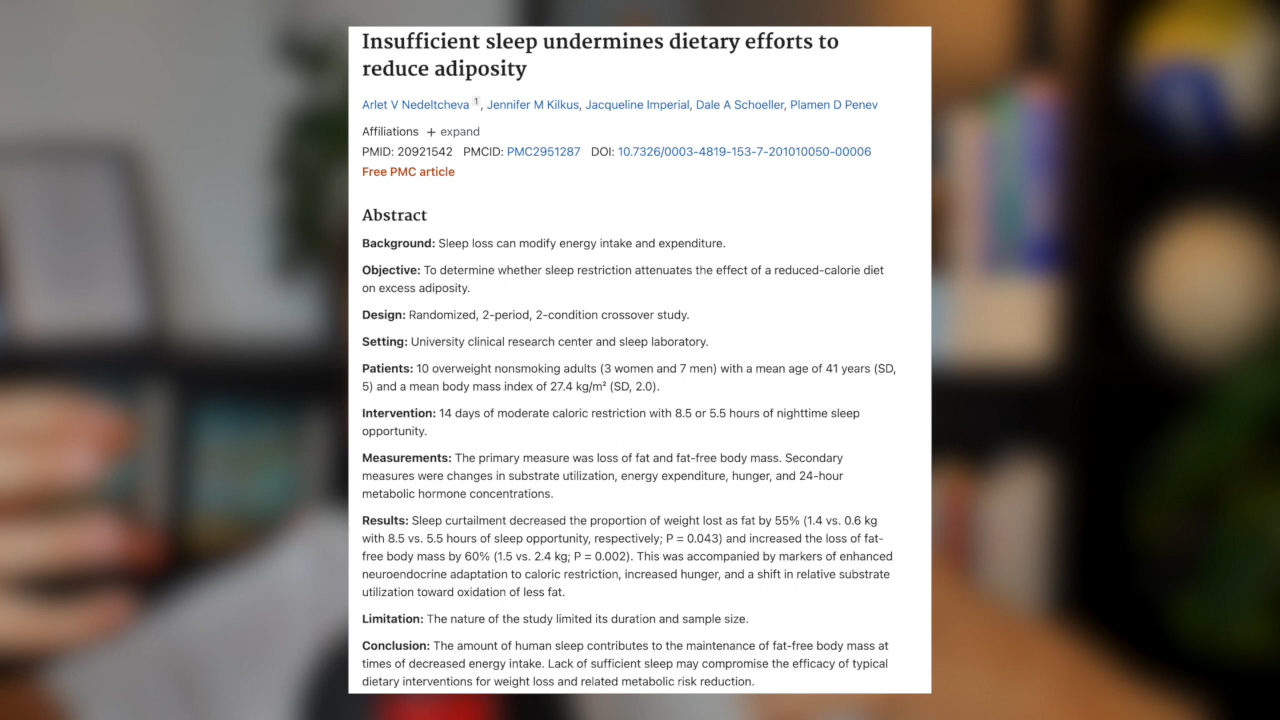 Insufficient sleep undermines dietary efforts to
reduce adiposity
Arlet V Nedeltcheva 1, Jennifer M Kilkus, Jacqueline Imperial, Dale A Schoeller, Plamen D Penev
Affiliations + expand
PMID: 20921542 PMCID: PMC2951287 DOI: 10.7326/0003-4819-153-7-201010050-00006
Free PMC article
Abstract
Background: Sleep loss can modify energy intake and expenditure.
Objective: To determine whether sleep restriction attenuates the effect of a reduced-calorie diet
on excess adiposity.
Design: Randomized, 2-period, 2-condition crossover study.
Setting: University clinical research center and sleep laboratory.
Patients: 10 overweight nonsmoking adults (3 women and 7 men) with a mean age of 41 years (SD,
5) and a mean body mass index of 27.4 kg/m² (SD, 2.0).
Intervention: 14 days of moderate caloric restriction with 8.5 or 5.5 hours of nighttime sleep
opportunity.
Measurements: The primary measure was loss of fat and fat-free body mass. Secondary
measures were changes in substrate utilization, energy expenditure, hunger, and 24-hour
metabolic hormone concentrations.
Results: Sleep curtailment decreased the proportion of weight lost as fat by 55% (1.4 vs. 0.6 kg
with 8.5 vs. 5.5 hours of sleep opportunity, respectively; P = 0.043) and increased the loss of fat-
free body mass by 60% (1.5 vs. 2.4 kg; P = 0.002). This was accompanied by markers of enhanced
neuroendocrine adaptation to caloric restriction, increased hunger, and a shift in relative substrate
utilization toward oxidation of less fat.
Limitation: The nature of the study limited its duration and sample size.
Conclusion: The amount of human sleep contributes to the maintenance of fat-free body mass at
times of decreased energy intake. Lack of sufficient sleep may compromise the efficacy of typical
dietary interventions for weight loss and related metabolic risk reduction.